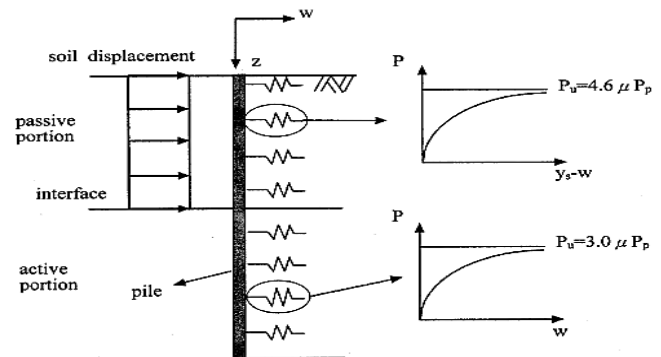 w
soil displacement
z
P
Pu=4.6 μ Pp
passive
portion
ys-w
interface
P
Pu=3.0 μ Pp
active
portion
pile
w